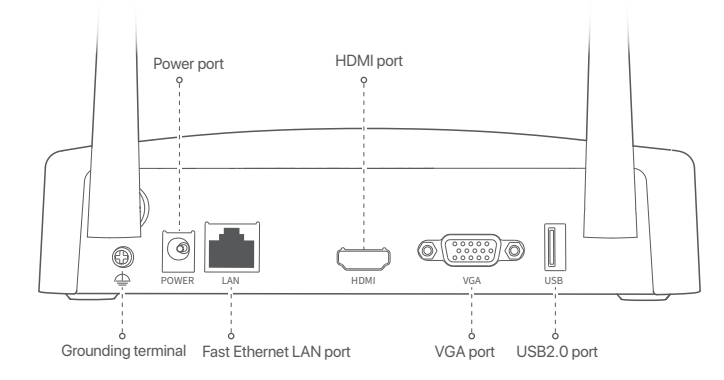 Power port
HDMI port
POWER
LAN
HDMI
VGA
USB
Grounding terminal
Fast Ethernet LAN port
VGA port
USB2.0 port